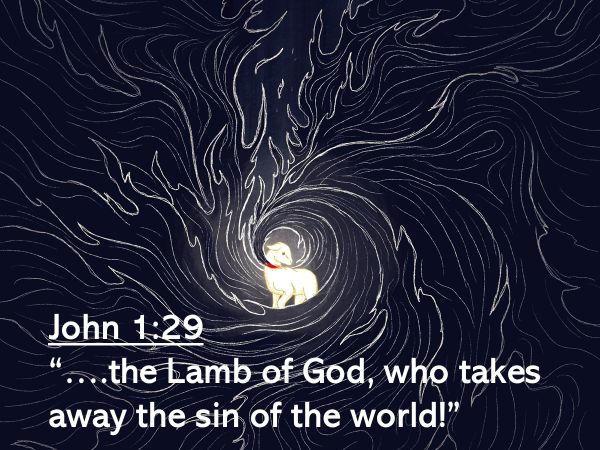 John 1:29
“....the Lamb of God, who takes
away the sin of the world!”